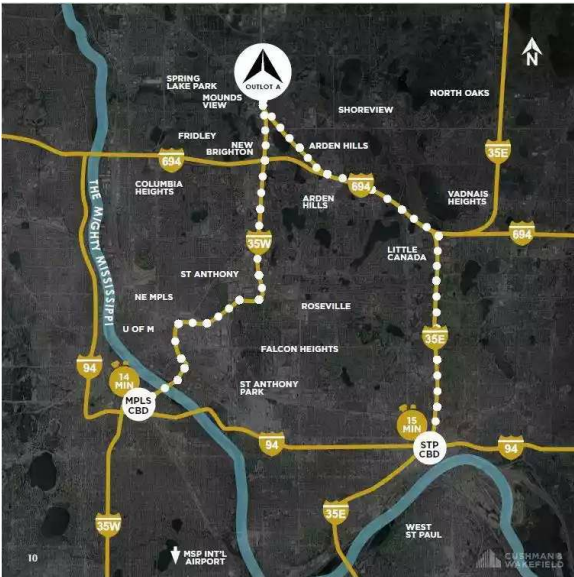 OUTLOT A
N
SPRING
LAKE PARK
MOUNDS
VIEW
SHOREVIEW
NORTH OAKS
FRIDLEY
NEW
BRIGHTON
ARDEN HILLS
35E
694
COLUMBIA
HEIGHTS
694
ARDEN
HILLS
VADNAIS
HEIGHTS
694
THE MIGHTY MISSISSIPPI
35W
LITTLE
CANADA
ST ANTHONY
NE MPLS
ROSEVILLE
U OF M
35E
FALCON HEIGHTS
94
14
MIN
MPLS
CBD
ST ANTHONY
PARK
15
MIN
94
STP
CBD
94
35W
35E
WEST
ST PAUL
10
MSP INT'L
AIRPORT
CUSHMAN &
WAKEFIELD